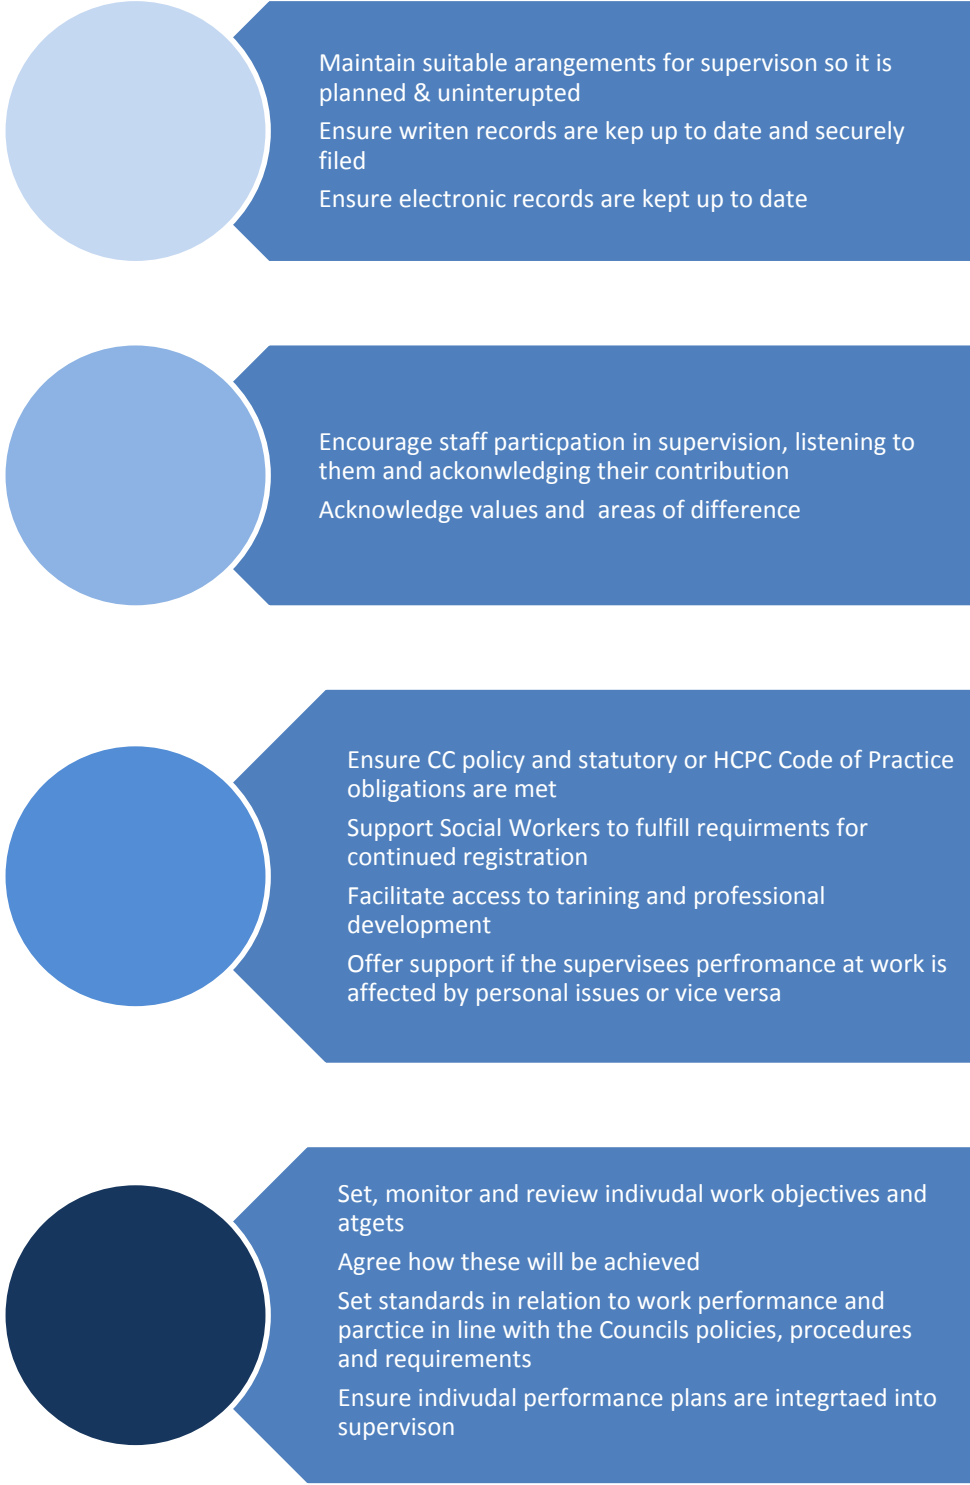 Maintain suitable arangements for supervison so it is
planned & uninterupted
Ensure writen records are kep up to date and securely
filed
Ensure electronic records are kept up to date
Encourage staff particpation in supervision, listening to
them and ackonwledging their contribution
Acknowledge values and  areas of difference
Ensure CC policy and statutory or HCPC Code of Practice
obligations are met
Support Social Workers to fulfill requirments for
continued registration
Facilitate access to tarining and professional
development
Offer support if the supervisees perfromance at work is
affected by personal issues or vice versa
Set, monitor and review indivudal work objectives and
atgets
Agree how these will be achieved
Set standards in relation to work performance and
parctice in line with the Councils policies, procedures
and requirements
Ensure indivudal performance plans are integrtaed into
supervison